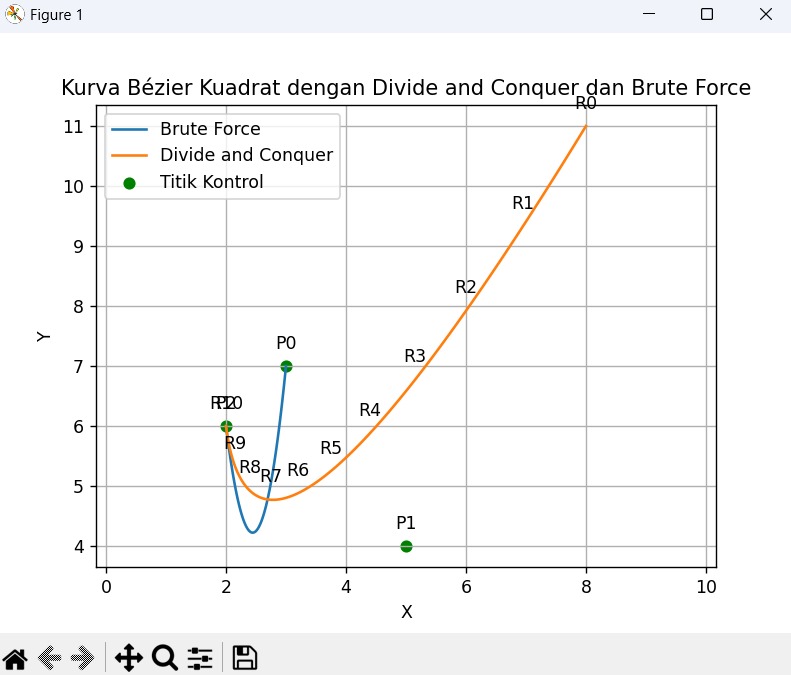 Figure 1
Kurva Bézier Kuadrat dengan Divide and Conquer dan Brute Force
R0
Brute Force
Divide and Conquer
Titik Kontrol
11
10
9
8
7
6
5
4
Y
R1
R2
R3
P0
R4
P2
R10
R9
R5
R8
R7
R6
P1
0
2
4
6
8
10
X